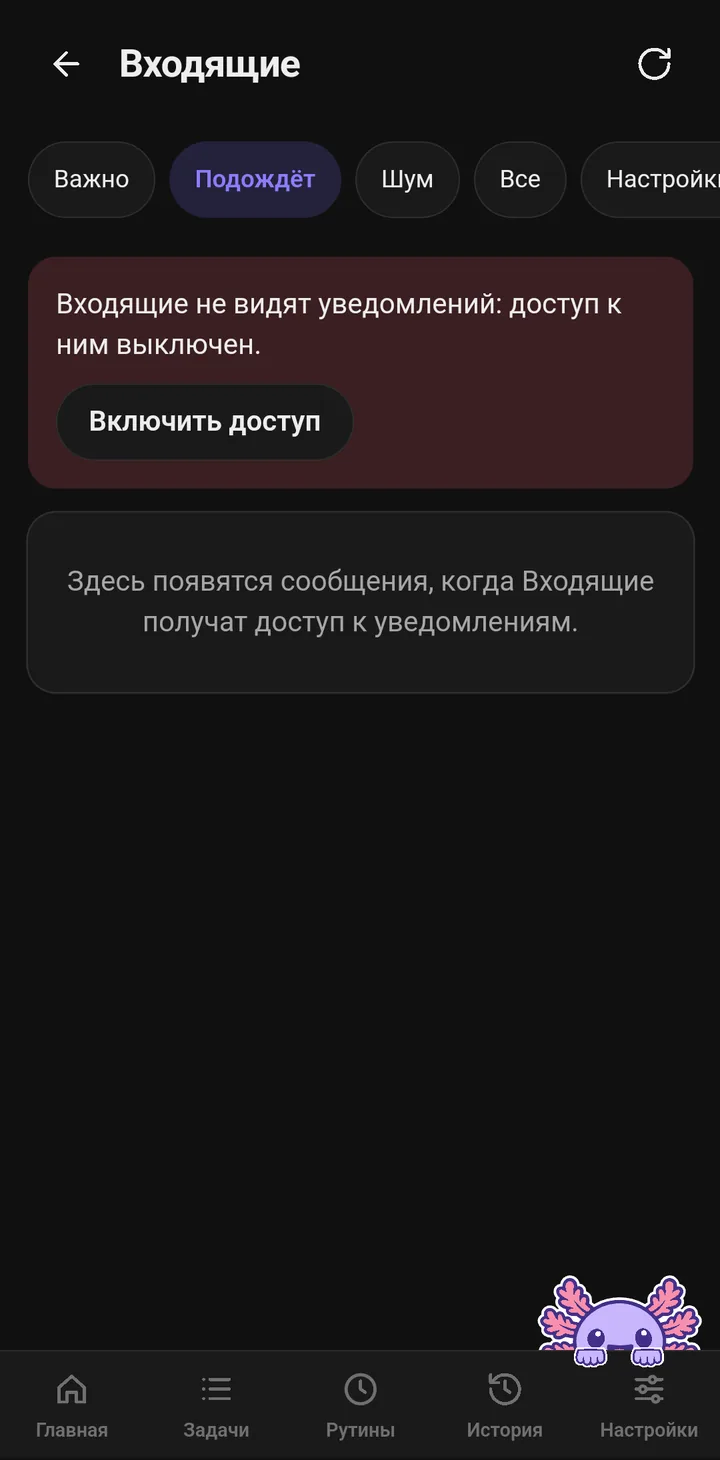 Входящие
Важно
Подождёт
Шум
Все
Настройки
Входящие не видят уведомлений: доступ к
ним выключен.
Включить доступ
Здесь появятся сообщения, когда Входящие
получат доступ к уведомлениям.
Главная
Задачи
Рутины
История
Настройки